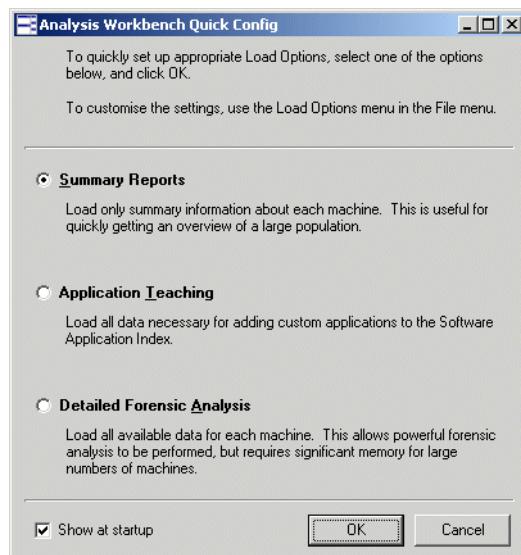 Analysis Workbench Quick Config
To quickly set up appropriate Load Options, select one of the options
below, and click OK.
To customise the settings, use the Load Options menu in the File menu.
Summary Reports
Load only summary information about each machine.  This is useful for
quickly getting an overview of a large population.
Application Teaching
Load all data necessary for adding custom applications to the Software
Application Index.
Detailed Forensic Analysis
Load all available data for each machine.  This allows powerful forensic
analysis to be performed, but requires significant memory for large
numbers of machines.
Show at startup
OK
Cancel